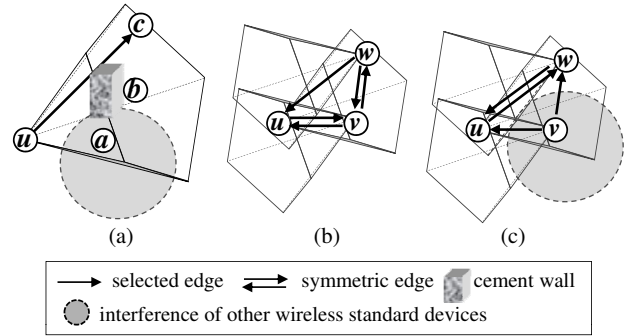 c
b
u
a
(a)
w
u
v
(b)
w
u
v
(c)
selected edge
symmetric edge
cement wall
interference of other wireless standard devices